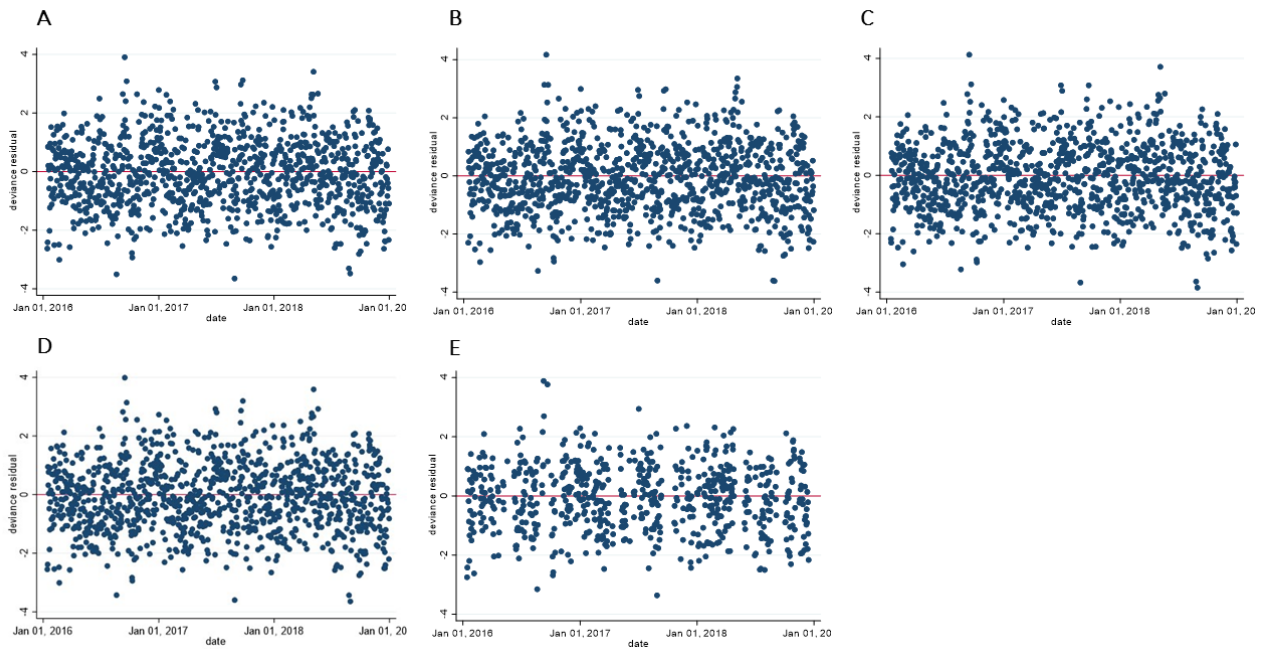 A
B
C
4
2
0
-2
-4
deviance residual
Jan 01, 2016
Jan 01, 2017
Jan 01, 2018
Jan 01, 20
date
4
2
0
-2
-4
deviance residual
Jan 01, 2016
Jan 01, 2017
Jan 01, 2018
Jan 01, 20
date
4
2
0
-2
-4
deviance residual
Jan 01, 2016
Jan 01, 2017
Jan 01, 2018
Jan 01, 20
date
D
E
4
2
0
-2
-4
deviance residual
Jan 01, 2016
Jan 01, 2017
Jan 01, 2018
Jan 01, 20
date
4
2
0
-2
-4
deviance residual
Jan 01, 2016
Jan 01, 2017
Jan 01, 2018
Jan 01, 20
date